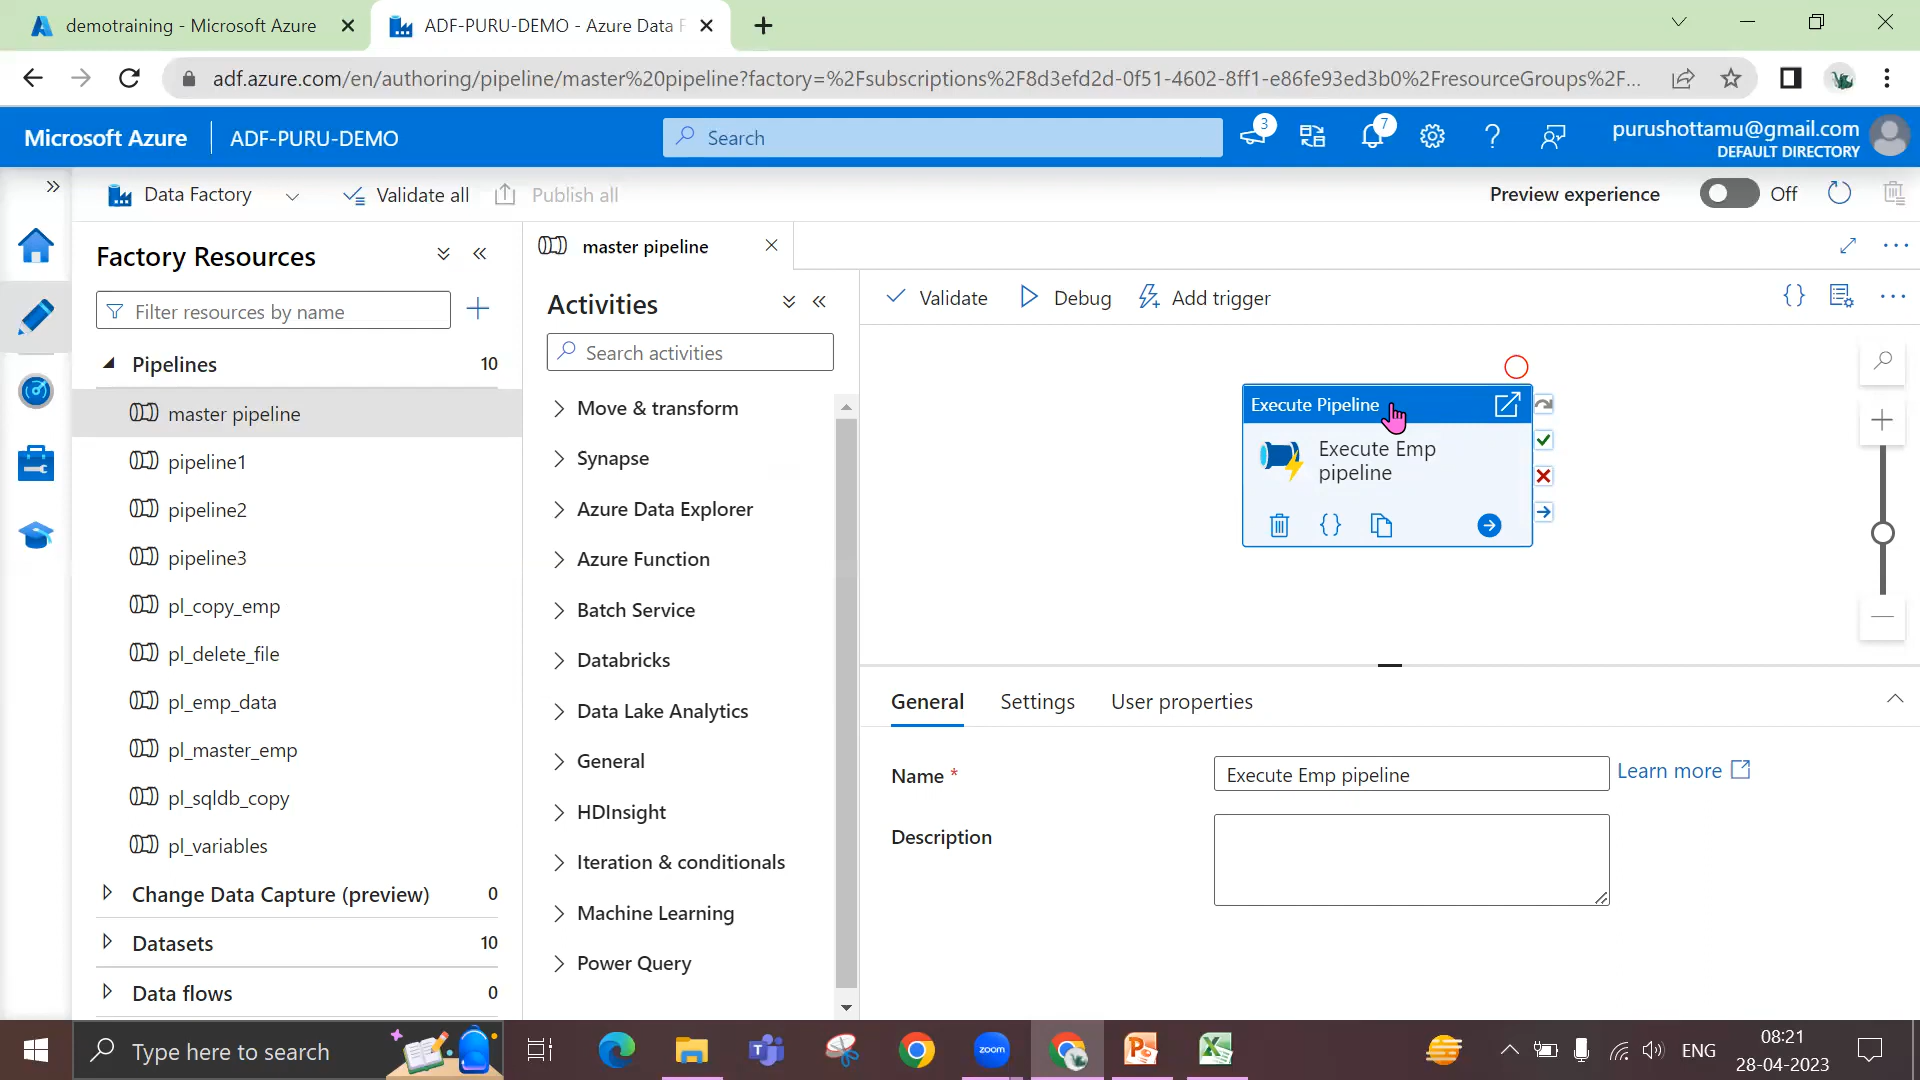 demotraining - Microsoft Azure
ADF-PURU-DEMO - Azure Data F
adf.azure.com/en/authoring/pipeline/master%20pipeline?factory=%2Fsubscriptions%2F8d3efd2d-0f51-4602-8ff1-e86fe93ed3b0%2FresourceGroups%2F...
Microsoft Azure
ADF-PURU-DEMO
Search
3
7
purushottamu@gmail.com
DEFAULT DIRECTORY
Data Factory
Validate all
Publish all
Preview experience
Off
Factory Resources
Filter resources by name
Pipelines 10
master pipeline
pipeline1
pipeline2
pipeline3
pl_copy_emp
pl_delete_file
pl_emp_data
pl_master_emp
pl_sqldb_copy
pl_variables
Change Data Capture (preview) 0
Datasets 10
Data flows 0
master pipeline
Activities
Search activities
Move & transform
Synapse
Azure Data Explorer
Azure Function
Batch Service
Databricks
Data Lake Analytics
General
HDInsight
Iteration & conditionals
Machine Learning
Power Query
Validate
Debug
Add trigger
Execute Pipeline
Execute Emp
pipeline
General
Settings
User properties
Name *
Execute Emp pipeline
Learn more
Description
Type here to search
zoom
ENG
08:21
28-04-2023